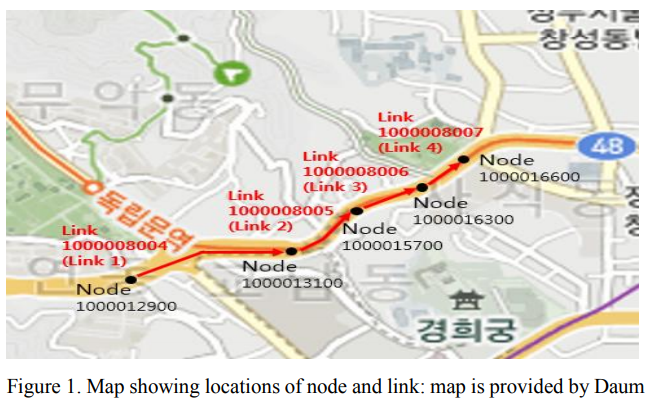 창성동
무악동
Link
1000008007
(Link 4)
48
Link
1000008006
(Link 3)
Node
1000016600
독립문역
Link
1000008005
(Link 2)
Node
1000016300
Link
1000008004
(Link 1)
Node
1000015700
Node
1000013100
Node
1000012900
경희궁
Figure 1. Map showing locations of node and link: map is provided by Daum